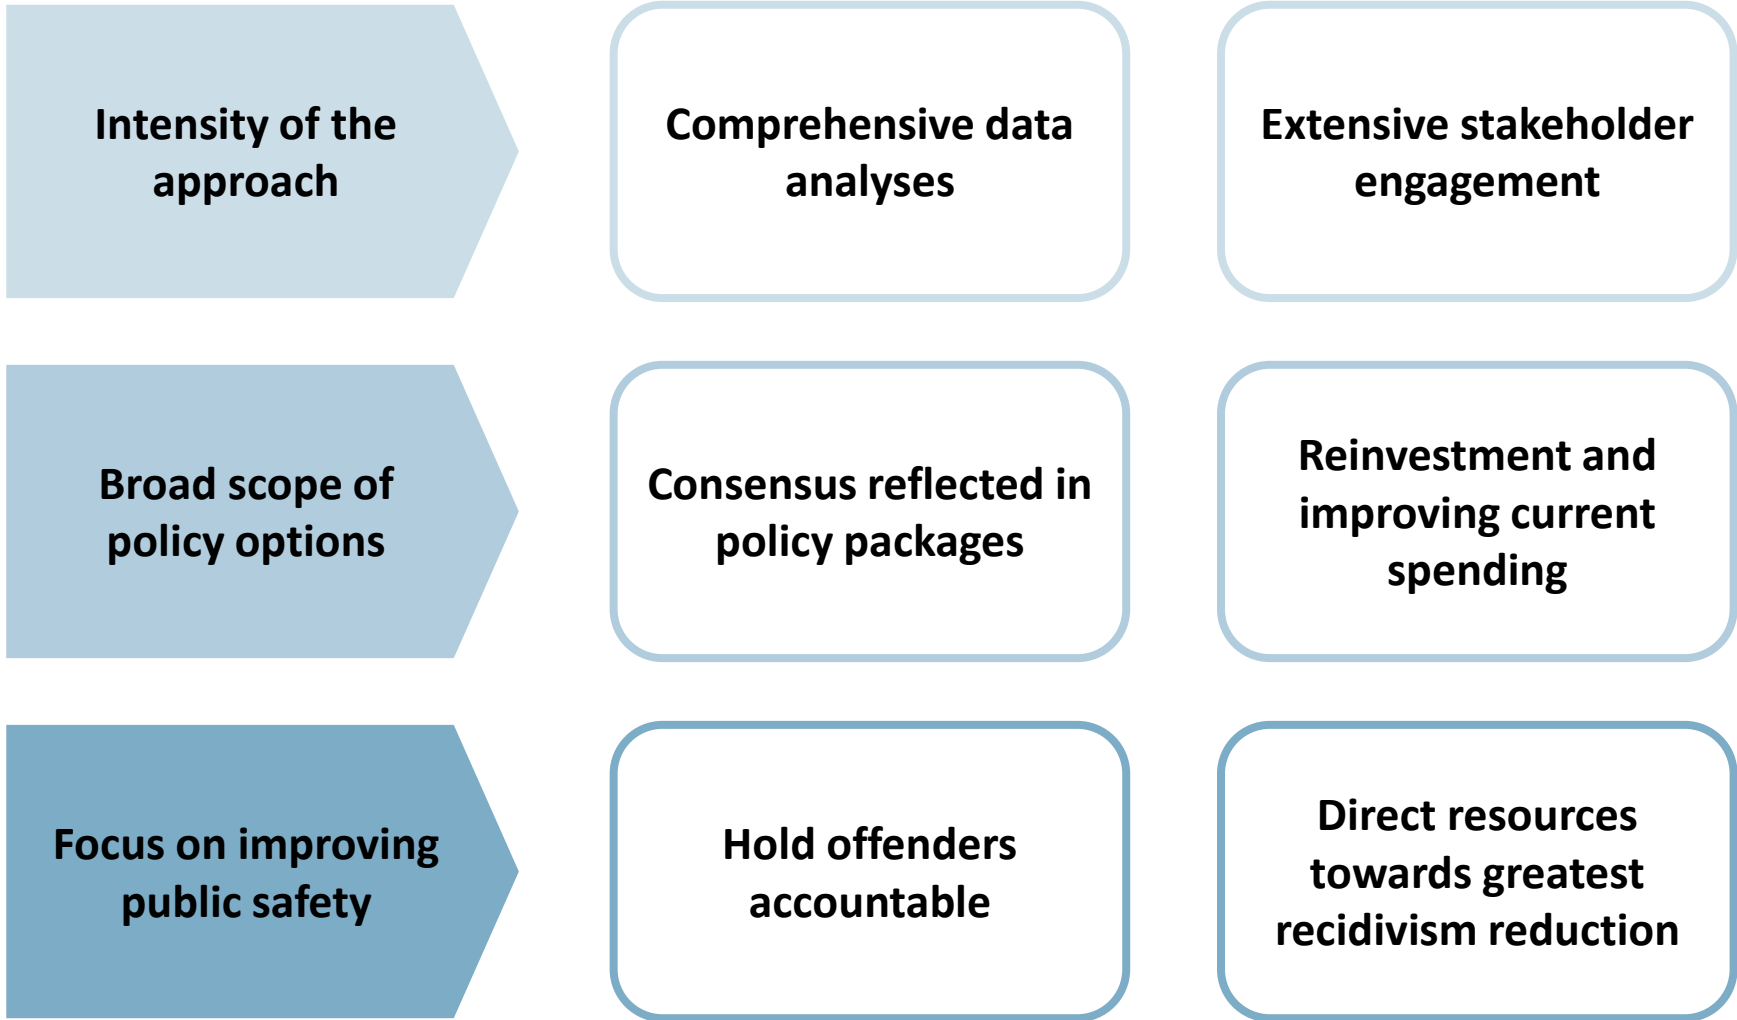 Intensity of the
approach
Comprehensive data
analyses
Extensive stakeholder
engagement
Broad scope of
policy options
Consensus reflected in
policy packages
Reinvestment and
improving current
spending
Focus on improving
public safety
Hold offenders
accountable
Direct resources
towards greatest
recidivism reduction